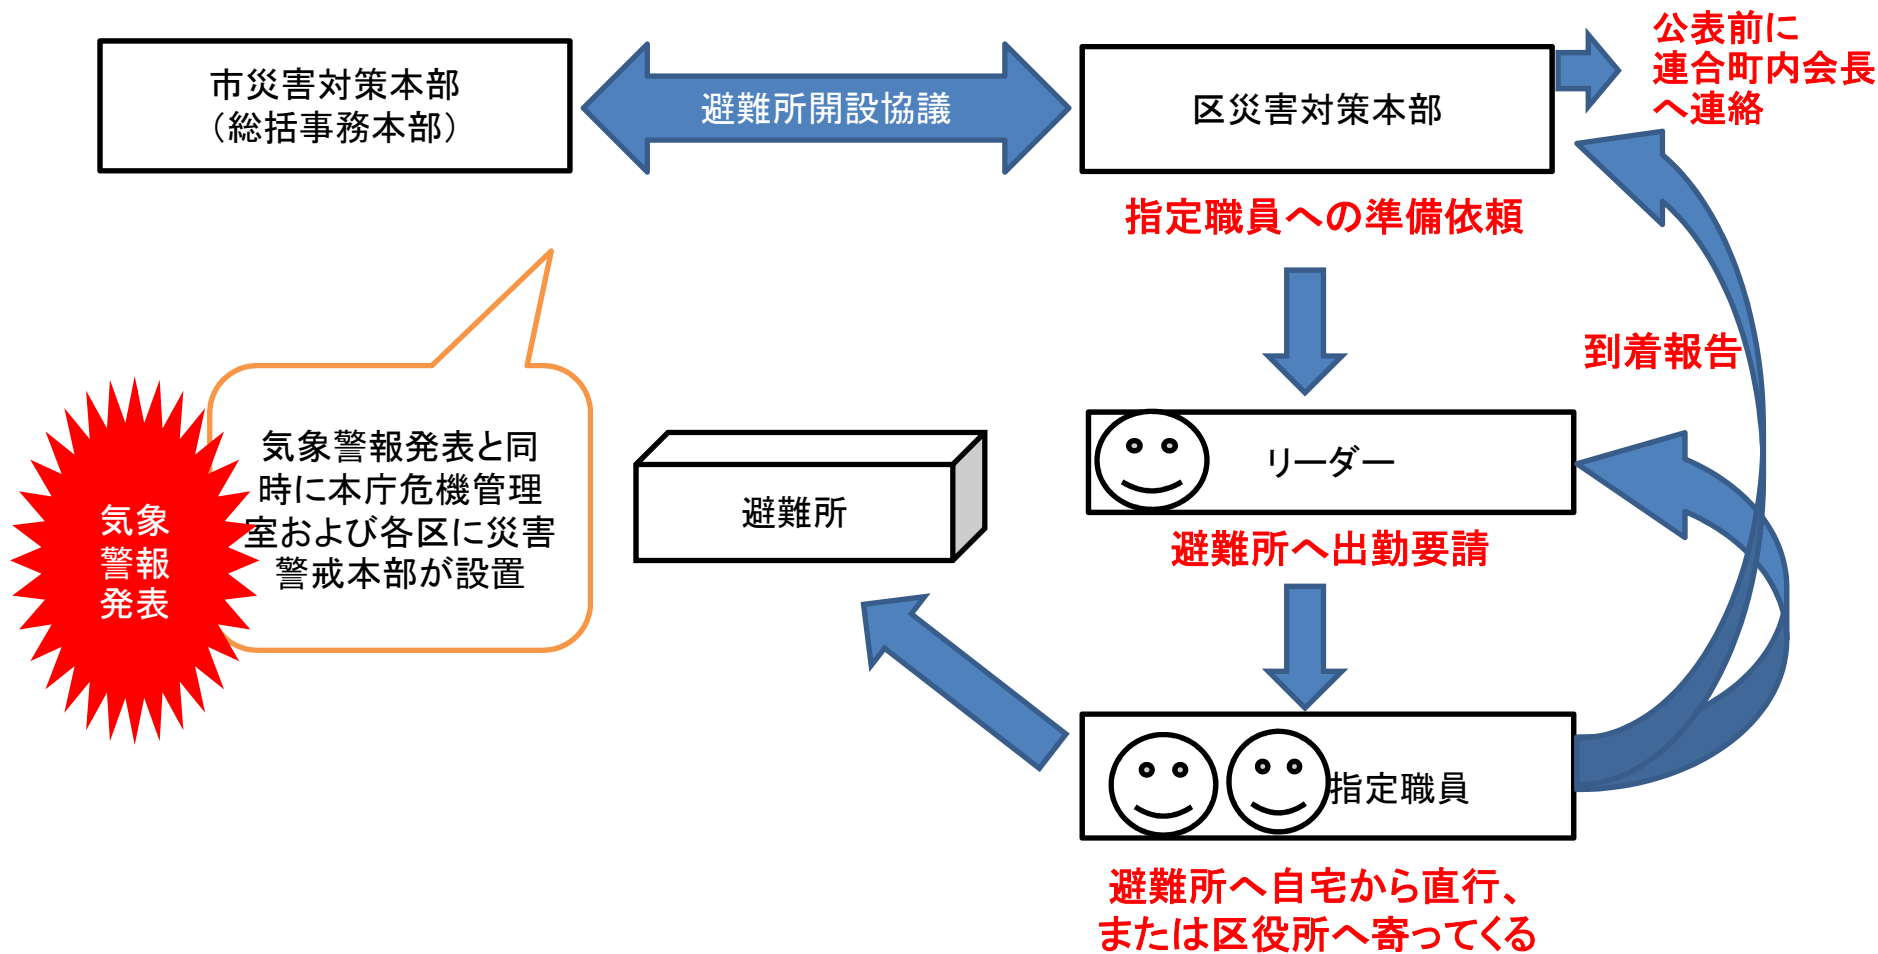 市災害対策本部
（総括事務本部）
避難所開設協議
区災害対策本部
公表前に
連合町内会長
へ連絡
指定職員への準備依頼
到着報告
気象
警報
発表
気象警報発表と同
時に本庁危機管理
室および各区に災害
警戒本部が設置
避難所
リーダー
避難所へ出勤要請
指定職員
避難所へ自宅から直行、
または区役所へ寄ってくる